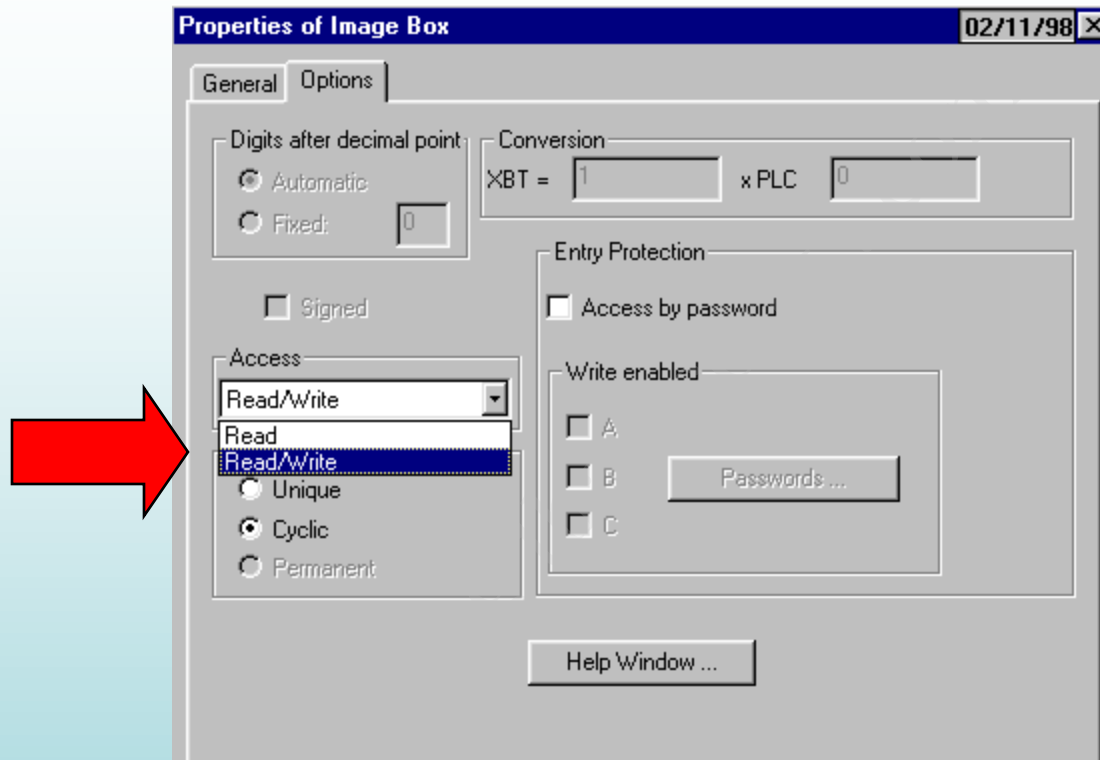 Properties of Image Box 02/11/98
General Options
Digits after decimal point
Automatic
Fixed: 0
Conversion
XBT = 1 x PLC 0
Signed
Entry Protection
Access by password
Access
Read/Write
Read
Read/Write
Unique
Cyclic
Permanent
Write enabled
A
B
C
Passwords ...
Help Window ...